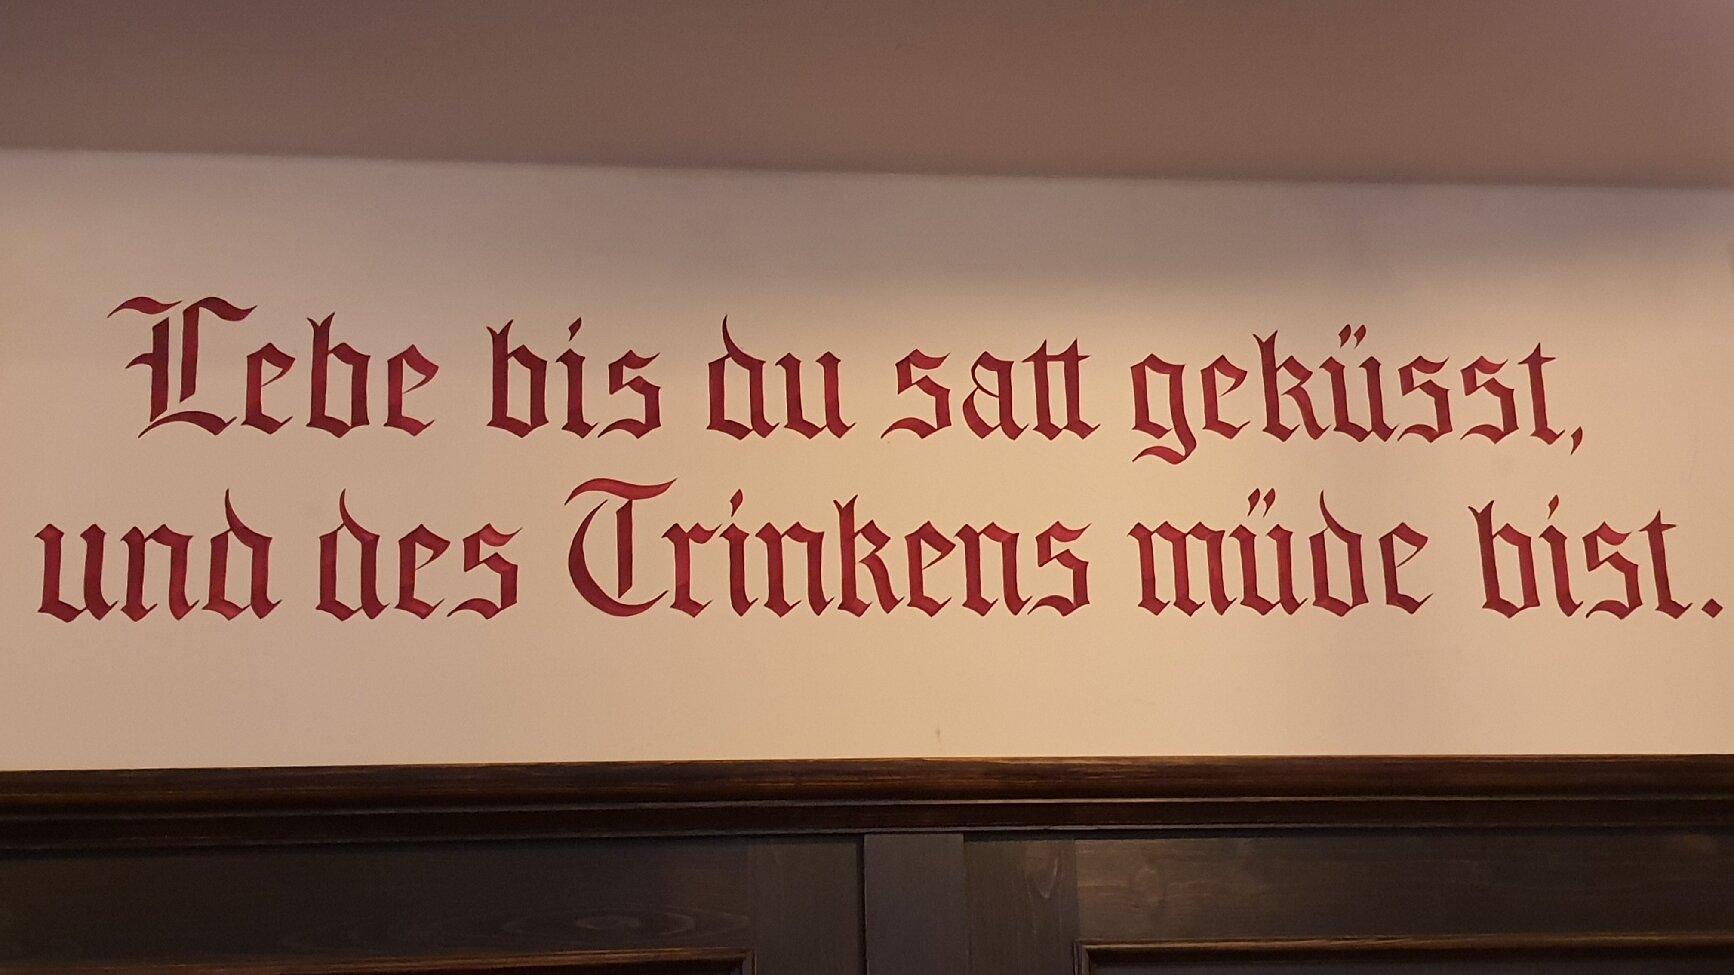 Lebe bis du satt geküsst,
und des Trinkens müde bist.